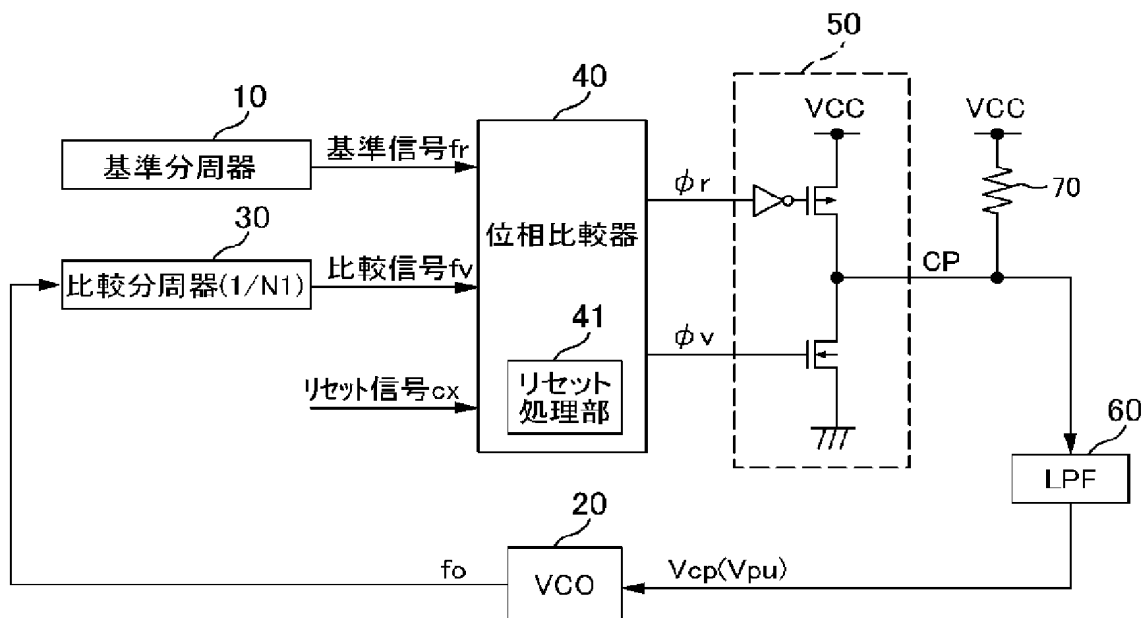 50
10
40
VCC
VCC
基準分周器
基準信号fr
φr
70
30
位相比較器
CP
比較分周器(1/N1)
比較信号fv
41
φv
リセット信号cx
リセット
処理部
60
LPF
20
fo
VCO
Vcp(Vpu)